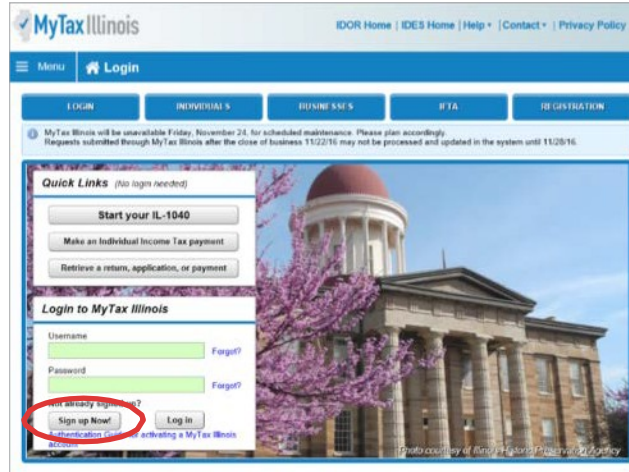 MyTax Illinois
IDOR Home | IDES Home | Help | Contact | Privacy Policy
Menu Login
LOGIN INDIVIDUALS BUSINESSES IFTA REGISTRATION
MyTax Illinois will be unavailable Friday, November 24, for scheduled maintenance. Please plan accordingly.
Requests submitted through MyTax Illinois after the close of business 11/22/16 may not be processed and updated in the system until 11/28/16.
Quick Links (No login needed)
Start your IL-1040
Make an Individual Income Tax payment
Retrieve a return, application, or payment
Login to MyTax Illinois
Username
Forgot?
Password
Forgot?
Not already signed up?
Sign up Now! Log in
Authentication Guide for activating a MyTax Illinois
account
Photo courtesy of Illinois Historic Preservation Agency